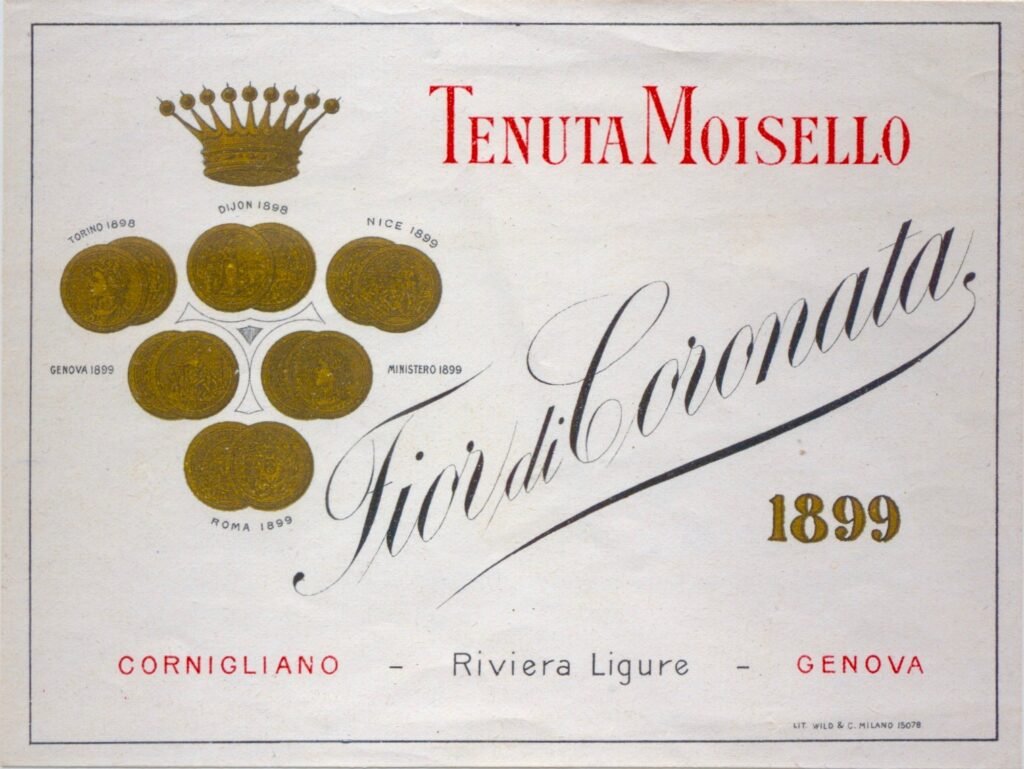 TENUTA MOISELLO
DIJON 1898
TORINO 1898
NICE 1899
GENOVA 1899
MINISTERO 1899
ROMA 1899
Fior di Coronata
1899
CORNIGLIANO - Riviera Ligure - GENOVA
LIT. WILD & C. MILANO 15078